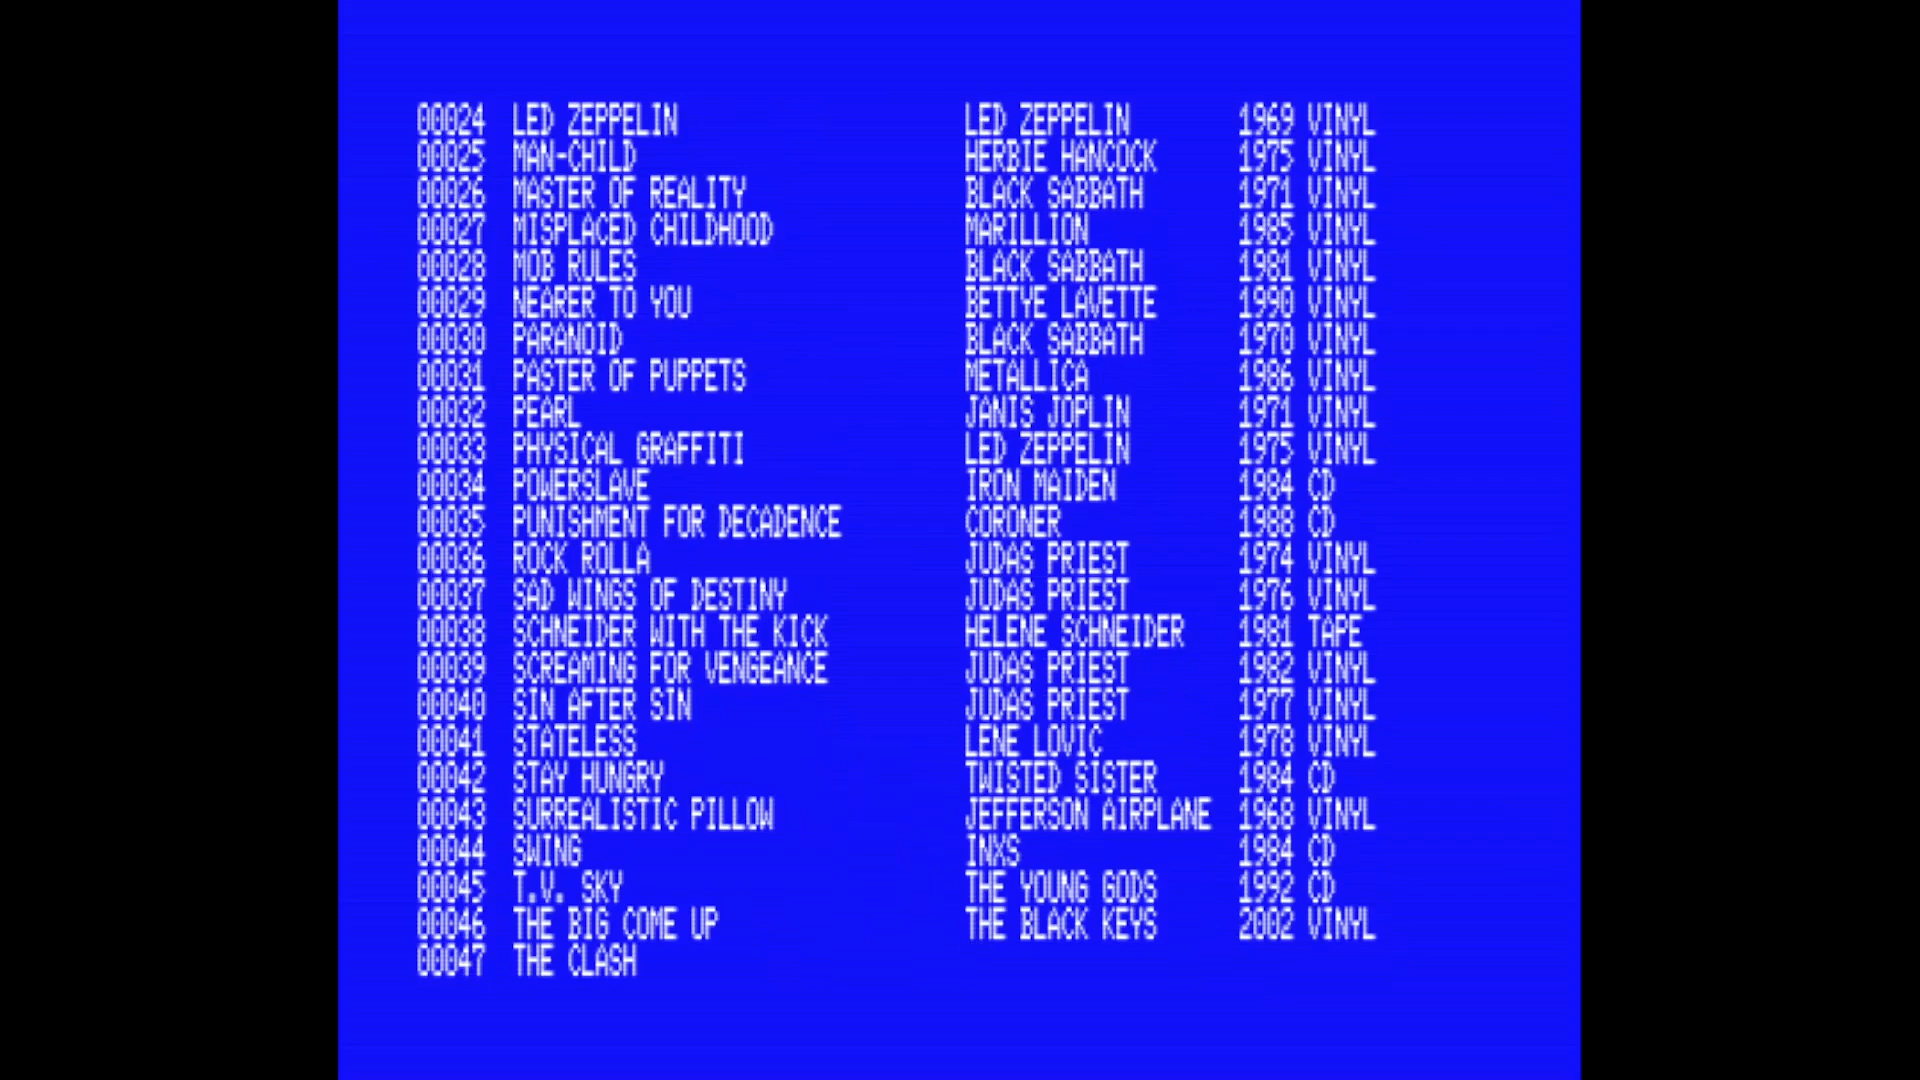 00024 LED ZEPPELIN LED ZEPPELIN 1969 VINYL
00025 MAN-CHILD HERBIE HANCOCK 1975 VINYL
00026 MASTER OF REALITY BLACK SABBATH 1971 VINYL
00027 MISPLACED CHILDHOOD MARILLION 1985 VINYL
00028 MOB RULES BLACK SABBATH 1981 VINYL
00029 NEARER TO YOU BETTYE LAVETTE 1990 VINYL
00030 PARANOID BLACK SABBATH 1970 VINYL
00031 PASTER OF PUPPETS METALLICA 1986 VINYL
00032 PEARL JANIS JOPLIN 1971 VINYL
00033 PHYSICAL GRAFFITI LED ZEPPELIN 1975 VINYL
00034 POWERSLAVE IRON MAIDEN 1984 CD
00035 PUNISHMENT FOR DECADENCE CORONER 1988 CD
00036 ROCK ROLLA JUDAS PRIEST 1974 VINYL
00037 SAD WINGS OF DESTINY JUDAS PRIEST 1976 VINYL
00038 SCHNEIDER WITH THE KICK HELENE SCHNEIDER 1981 TAPE
00039 SCREAMING FOR VENGEANCE JUDAS PRIEST 1982 VINYL
00040 SIN AFTER SIN JUDAS PRIEST 1977 VINYL
00041 STATELESS LENE LOVIC 1978 VINYL
00042 STAY HUNGRY TWISTED SISTER 1984 CD
00043 SURREALISTIC PILLOW JEFFERSON AIRPLANE 1968 VINYL
00044 SWING INXS 1984 CD
00045 T.V. SKY THE YOUNG GODS 1992 CD
00046 THE BIG COME UP THE BLACK KEYS 2002 VINYL
00047 THE CLASH